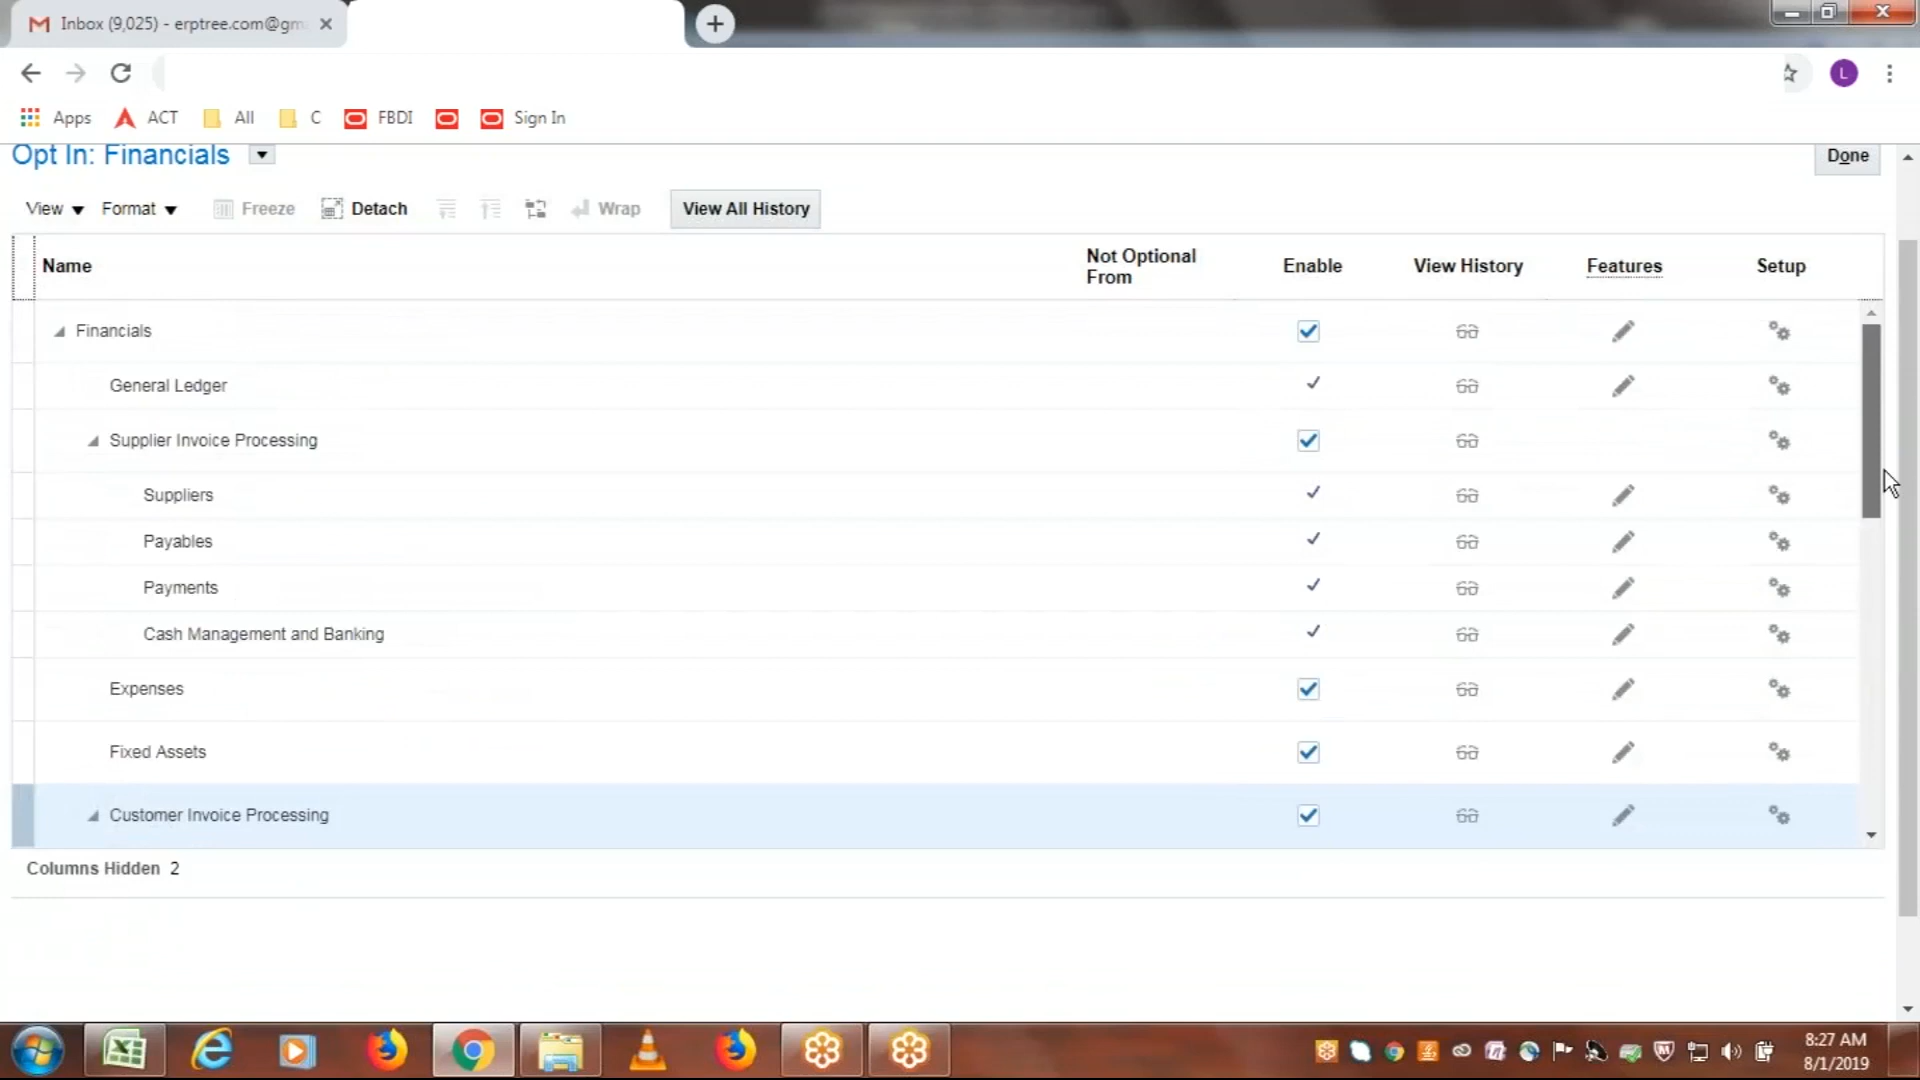 Inbox (9,025) - erptree.com@gm
Apps ACT All C FBDI Sign In
Opt In: Financials
Done
View Format Freeze Detach Wrap View All History
Name Not Optional From Enable View History Features Setup
Financials
General Ledger
Supplier Invoice Processing
Suppliers
Payables
Payments
Cash Management and Banking
Expenses
Fixed Assets
Customer Invoice Processing
Columns Hidden 2
8:27 AM
8/1/2019